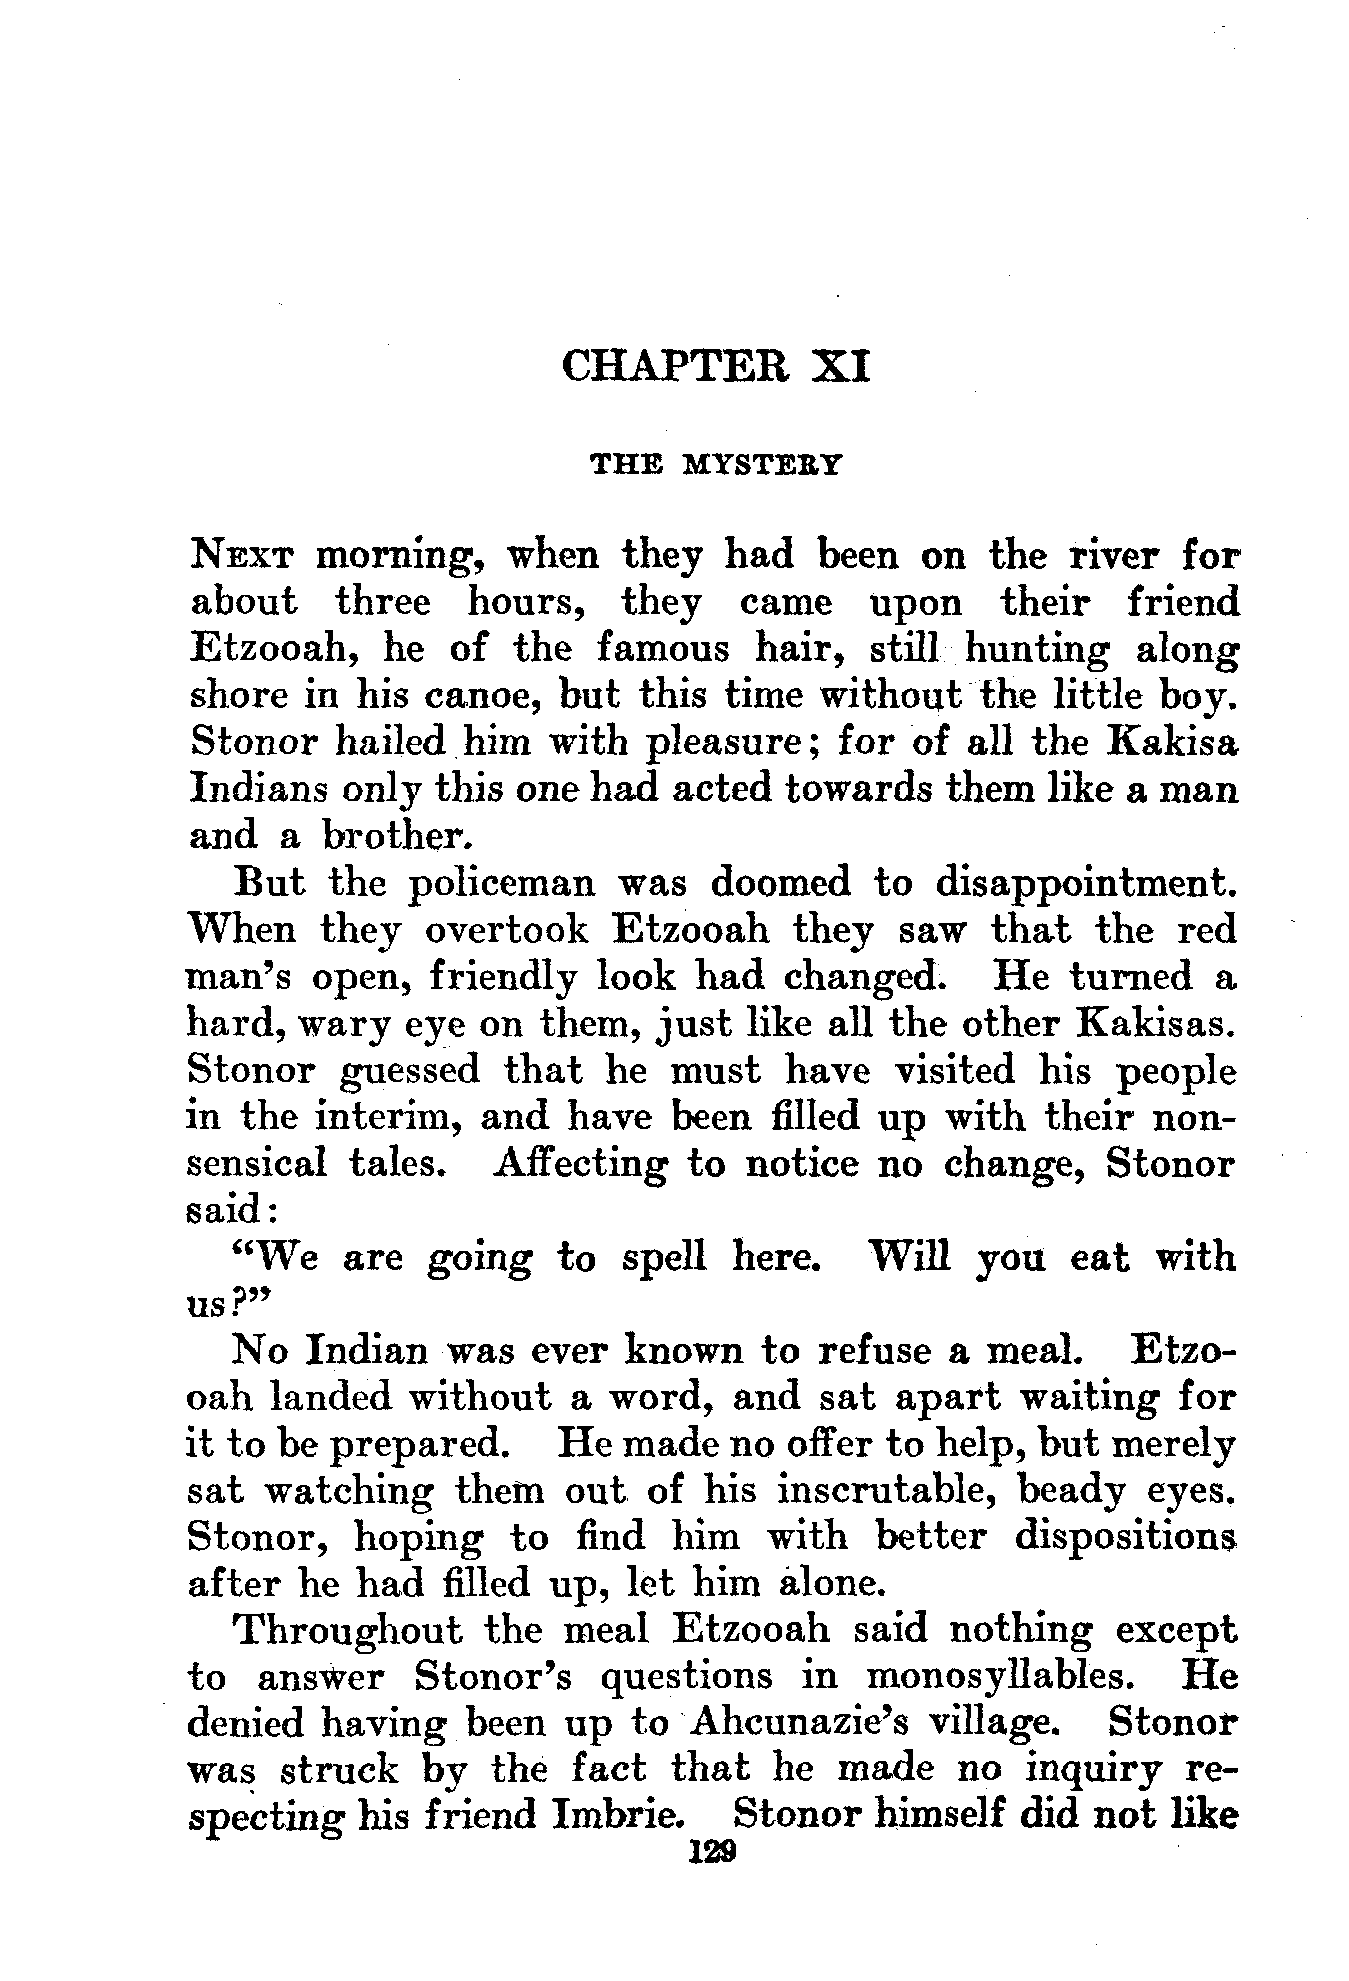 CHAPTER XI
THE MYSTERY
NEXT morning, when they had been on the river for
about three hours, they came upon their friend
Etzooah, he of the famous hair, still hunting along
shore in his canoe, but this time without the little boy.
Stonor hailed him with pleasure; for of all the Kakisa
Indians only this one had acted towards them like a man
and a brother.
But the policeman was doomed to disappointment.
When they overtook Etzooah they saw that the red
man's open, friendly look had changed. He turned a
hard, wary eye on them, just like all the other Kakisas.
Stonor guessed that he must have visited his people
in the interim, and have been filled up with their non-
sensical tales. Affecting to notice no change, Stonor
said:
"We are going to spell here. Will you eat with
us?"
No Indian was ever known to refuse a meal. Etzo-
oah landed without a word, and sat apart waiting for
it to be prepared. He made no offer to help, but merely
sat watching them out of his inscrutable, beady eyes.
Stonor, hoping to find him with better dispositions
after he had filled up, let him alone.
Throughout the meal Etzooah said nothing except
to answer Stonor's questions in monosyllables. He
denied having been up to Ahcunazie's village. Stonor
was struck by the fact that he made no inquiry re-
specting his friend Imbrie. Stonor himself did not like
129